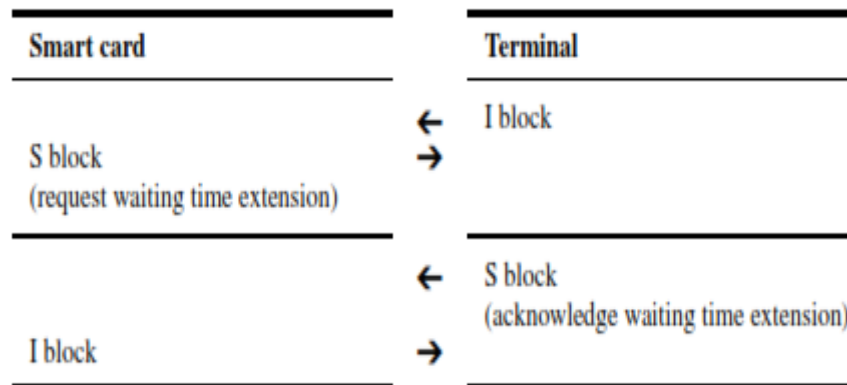 Smart card Terminal
← I block
S block →
(request waiting time extension)
← S block
(acknowledge waiting time extension)
I block →